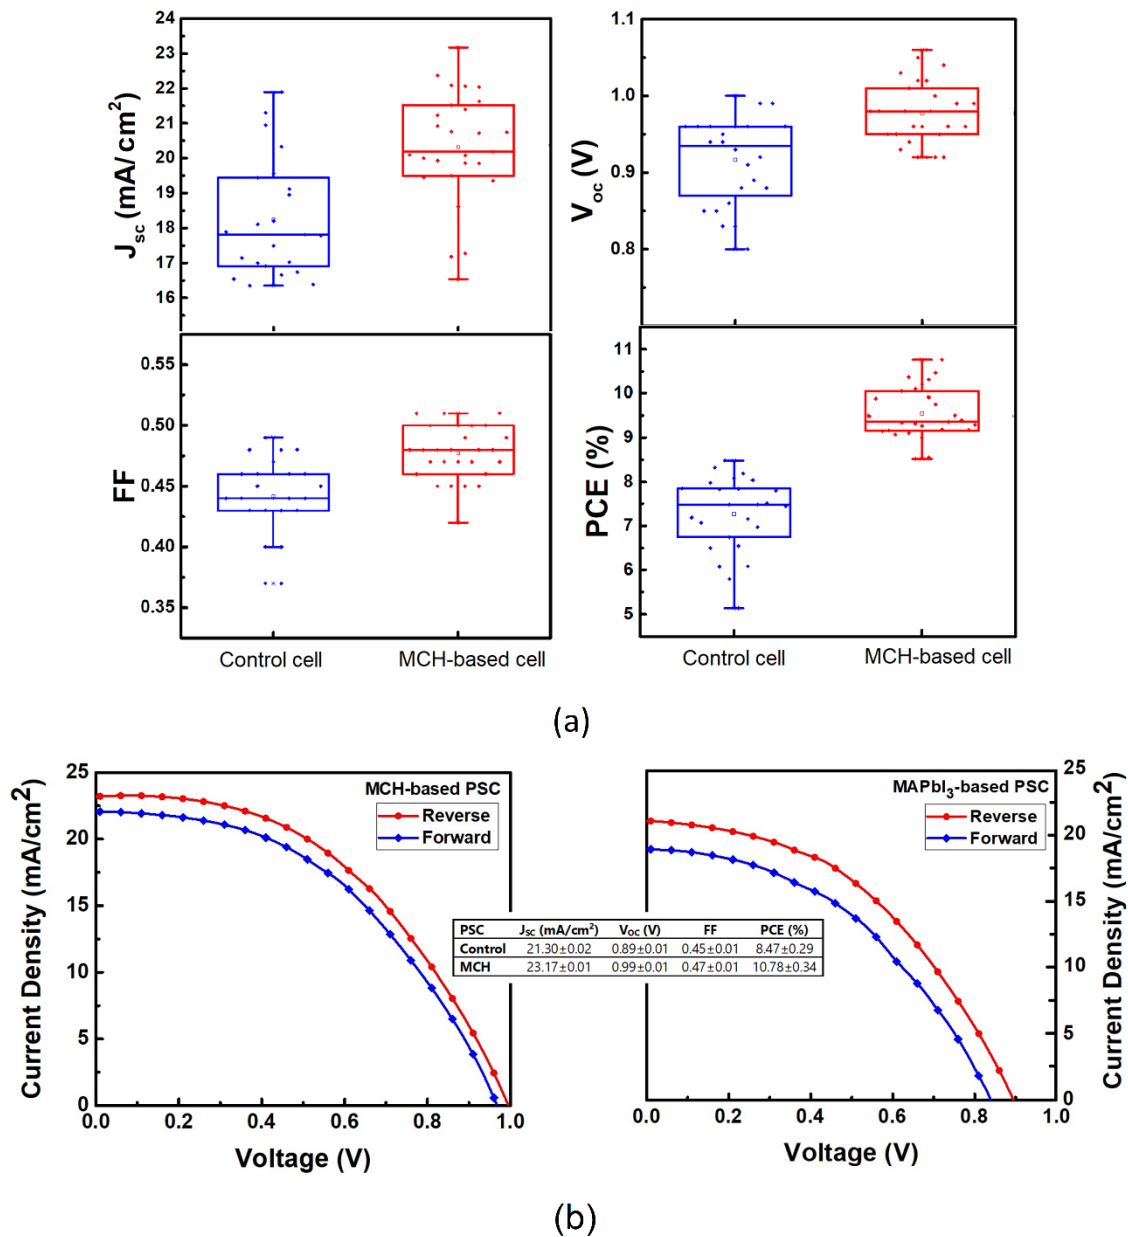 24
23
22
21
20
19
18
17
16
Jsc (mA/cm²)
1.1
1.0
0.9
0.8
Voc (V)
0.55
0.50
0.45
0.40
0.35
FF
11
10
9
8
7
6
5
PCE (%)
Control cell MCH-based cell
Control cell MCH-based cell
(a)
MCH-based PSC
Reverse
Forward
25
20
15
10
5
0
Current Density (mA/cm²)
0.0 0.2 0.4 0.6 0.8 1.0
Voltage (V)
MAPbI₃-based PSC
Reverse
Forward
25
20
15
10
5
0
Current Density (mA/cm²)
0.0 0.2 0.4 0.6 0.8 1.0
Voltage (V)
PSC JSC (mA/cm²) VOC (V) FF PCE (%)
Control 21.30±0.02 0.89±0.01 0.45±0.01 8.47±0.29
MCH 23.17±0.01 0.99±0.01 0.47±0.01 10.78±0.34
(b)